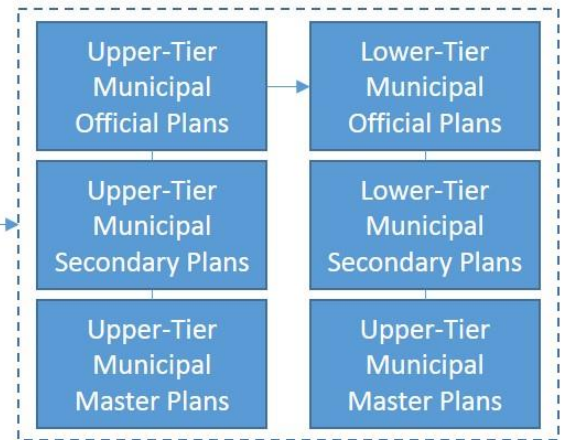 Upper-Tier
Municipal
Official Plans
Lower-Tier
Municipal
Official Plans
Upper-Tier
Municipal
Secondary Plans
Lower-Tier
Municipal
Secondary Plans
Upper-Tier
Municipal
Master Plans
Upper-Tier
Municipal
Master Plans